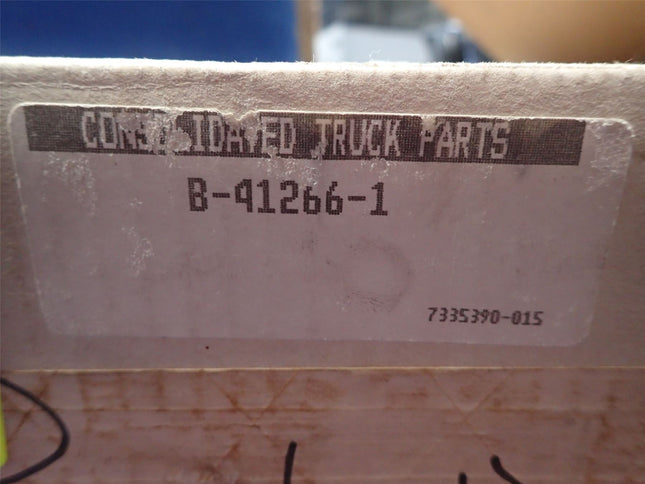 CONSOLIDATED TRUCK PARTS
B-41266-1
7335390-015